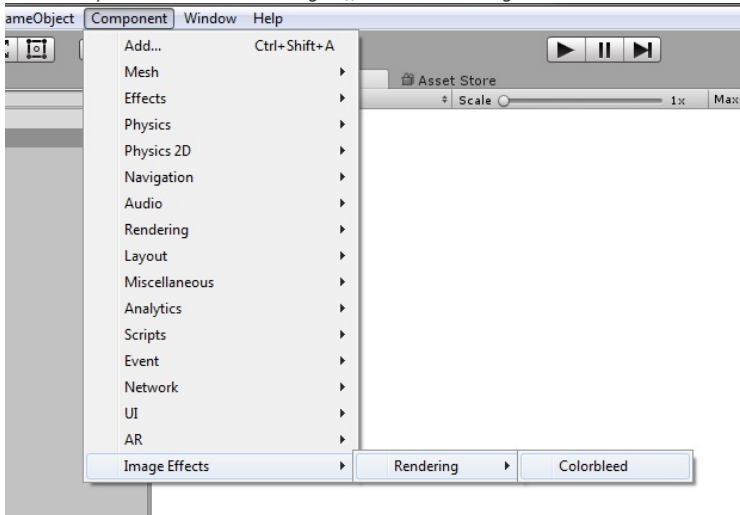 ameObject Component Window Help
Add... Ctrl+Shift+A
Mesh
Asset Store
Effects
Scale 1x Max
Physics
Physics 2D
Navigation
Audio
Rendering
Layout
Miscellaneous
Analytics
Scripts
Event
Network
UI
AR
Image Effects Rendering Colorbleed